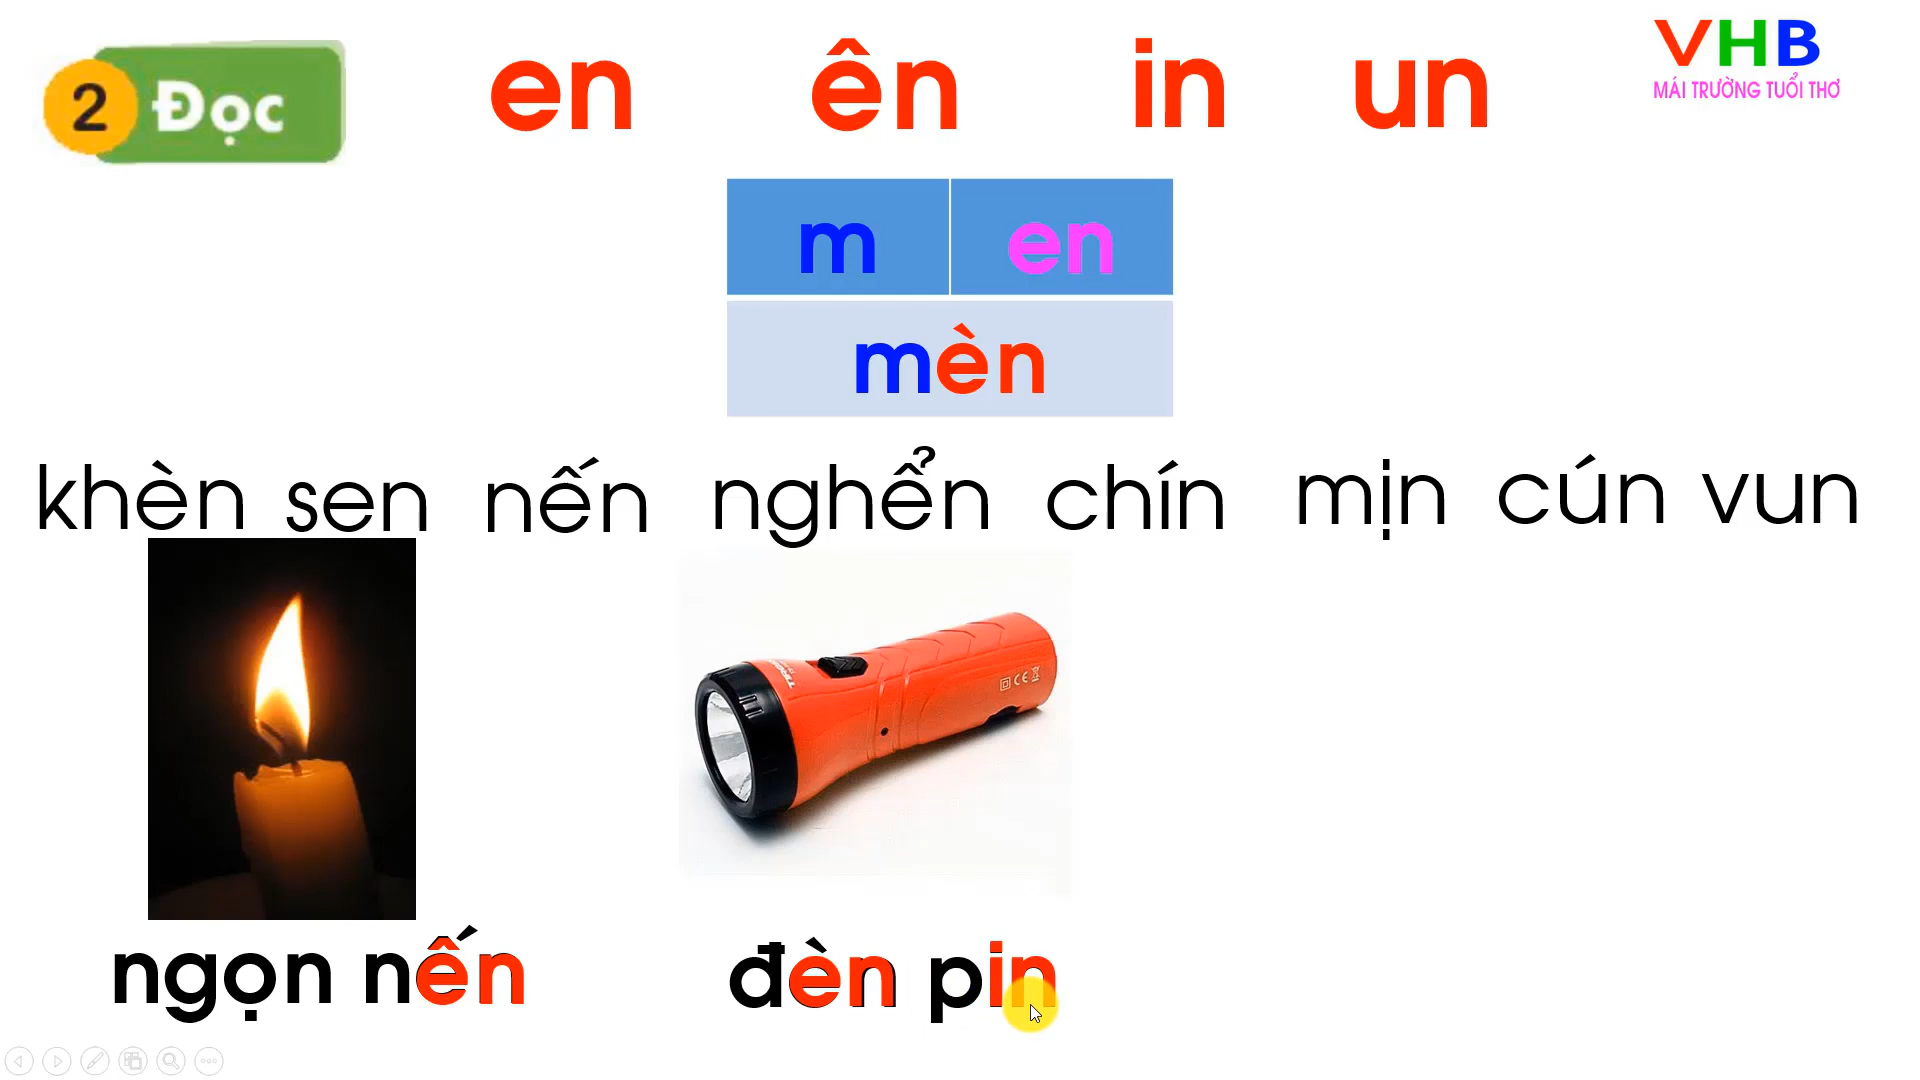 2 Đọc en ên in un VHB
MÁI TRƯỜNG TUỔI THƠ
m en
mèn
khèn sen nến nghển chín mịn cún vun
ngọn nến đèn pin